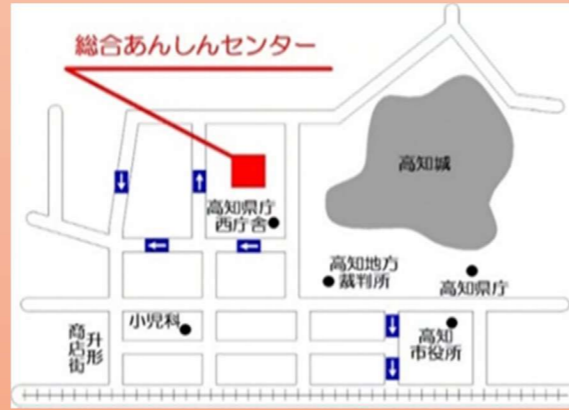 総合あんしんセンター
高知城
高知県庁
西庁舎
高知地方
裁判所
高知県庁
小児科
高知
市役所
升形
商店街